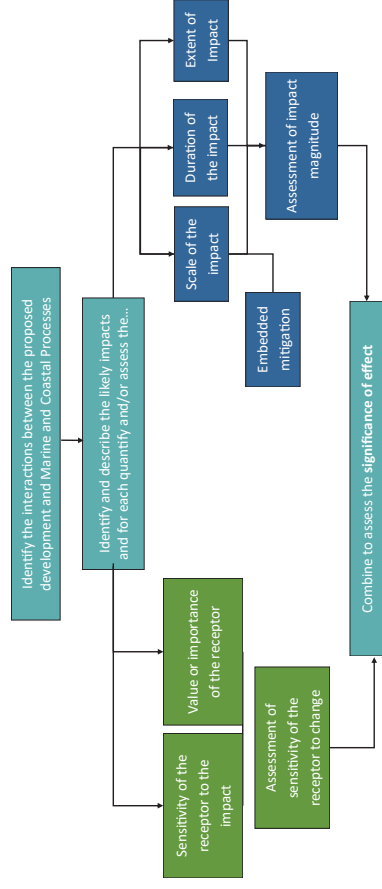 Identify the interactions between the proposed
development and Marine and Coastal Processes
Identify and describe the likely impacts
and for each quantify and/or assess the...
Sensitivity of the
receptor to the
impact
Value or importance
of the receptor
Scale of the
impact
Duration of
the impact
Extent of
Impact
Embedded
mitigation
Assessment of
sensitivity of the
receptor to change
Assessment of impact
magnitude
Combine to assess the significance of effect